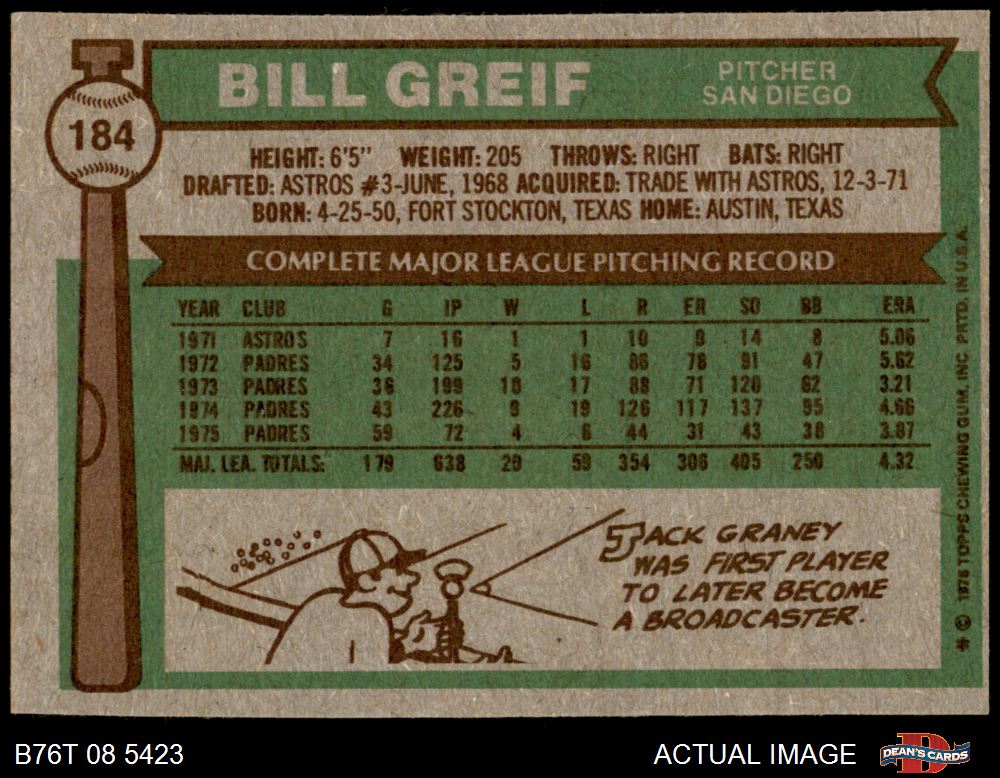 184
BILL GREIF
PITCHER
SAN DIEGO
HEIGHT: 6'5" WEIGHT: 205 THROWS: RIGHT BATS: RIGHT
DRAFTED: ASTROS #3-JUNE, 1968 ACQUIRED: TRADE WITH ASTROS, 12-3-71
BORN: 4-25-50, FORT STOCKTON, TEXAS HOME: AUSTIN, TEXAS
COMPLETE MAJOR LEAGUE PITCHING RECORD
YEAR CLUB G IP W L R ER SO BB ERA
1971 ASTROS 7 16 1 1 10 9 14 8 5.06
1972 PADRES 34 125 5 16 86 78 91 47 5.62
1973 PADRES 36 199 10 17 88 71 120 62 3.21
1974 PADRES 43 226 9 19 126 117 137 95 4.66
1975 PADRES 59 72 4 6 44 31 43 38 3.87
MAJ. LEA. TOTALS: 179 638 29 59 354 306 405 250 4.32
JACK GRANEY
WAS FIRST PLAYER
TO LATER BECOME
A BROADCASTER.
* © 1976 TOPPS CHEWING GUM, INC. PRTD. IN U.S.A.
B76T 08 5423
ACTUAL IMAGE
DEAN'S CARDS